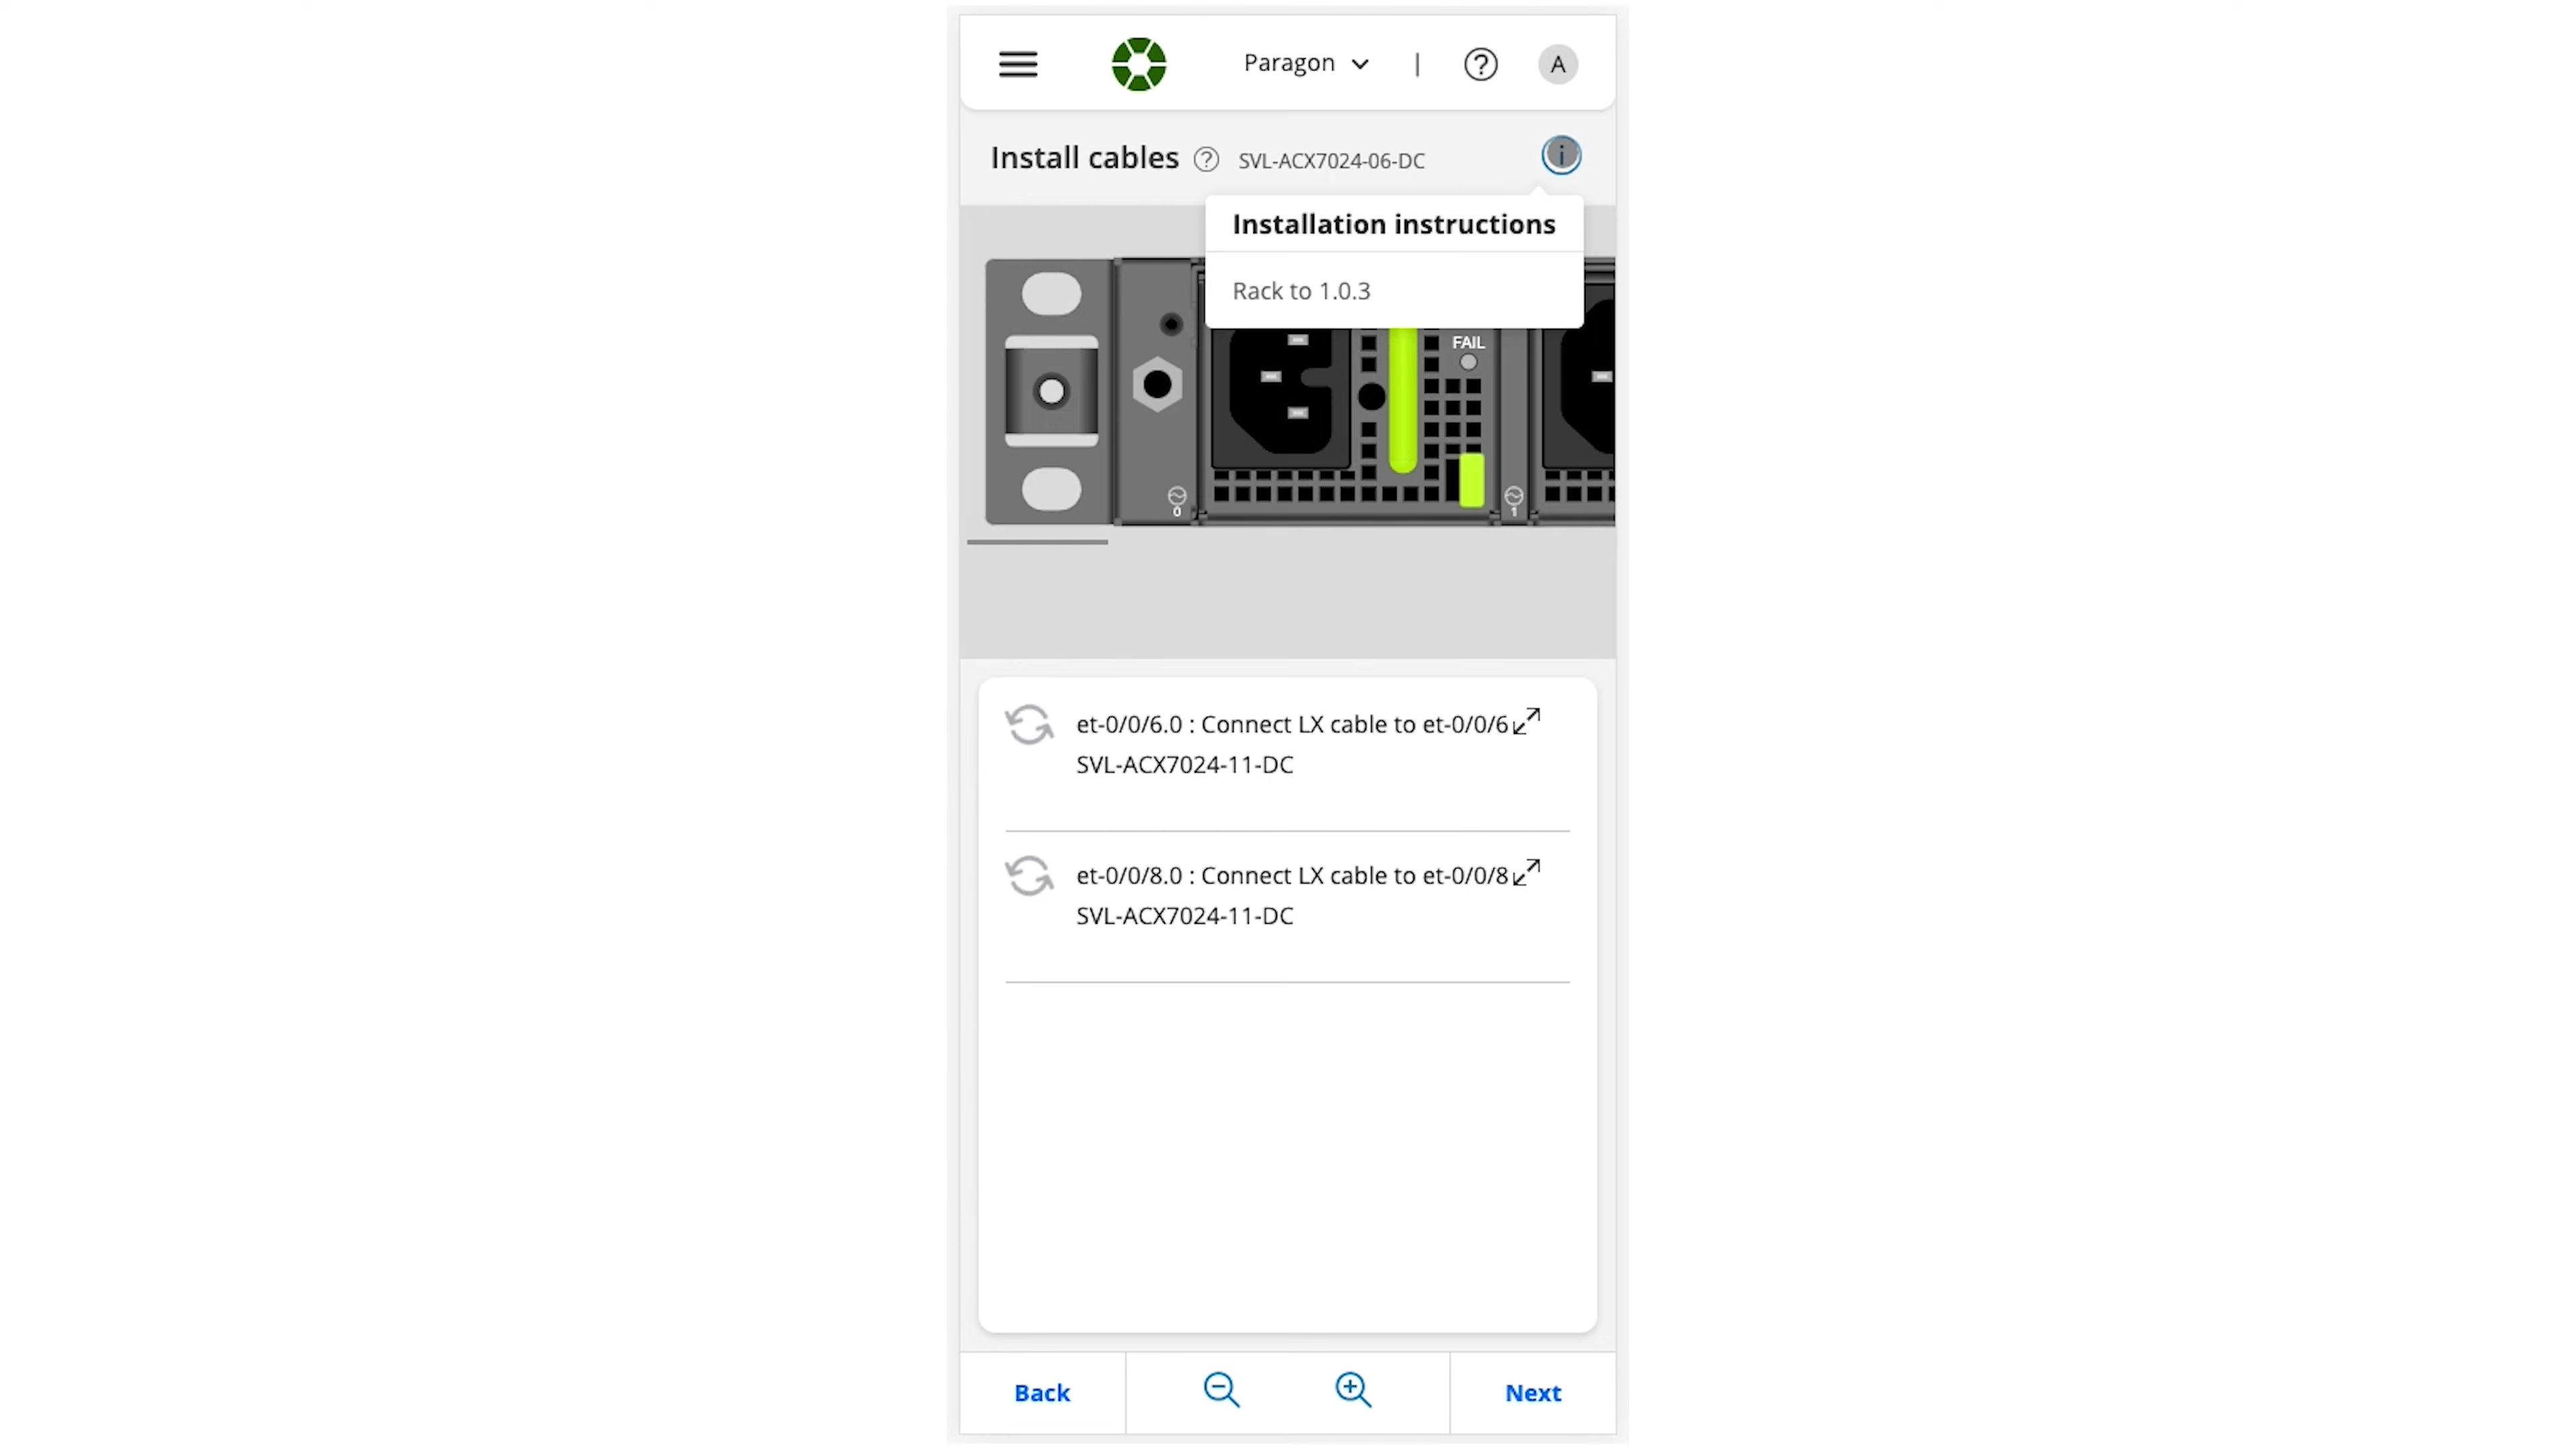 Paragon
A
Install cables
SVL-ACX7024-06-DC
Installation instructions
Rack to 1.0.3
FAIL
0
1
et-0/0/6.0 : Connect LX cable to et-0/0/6
SVL-ACX7024-11-DC
et-0/0/8.0 : Connect LX cable to et-0/0/8
SVL-ACX7024-11-DC
Back
Next